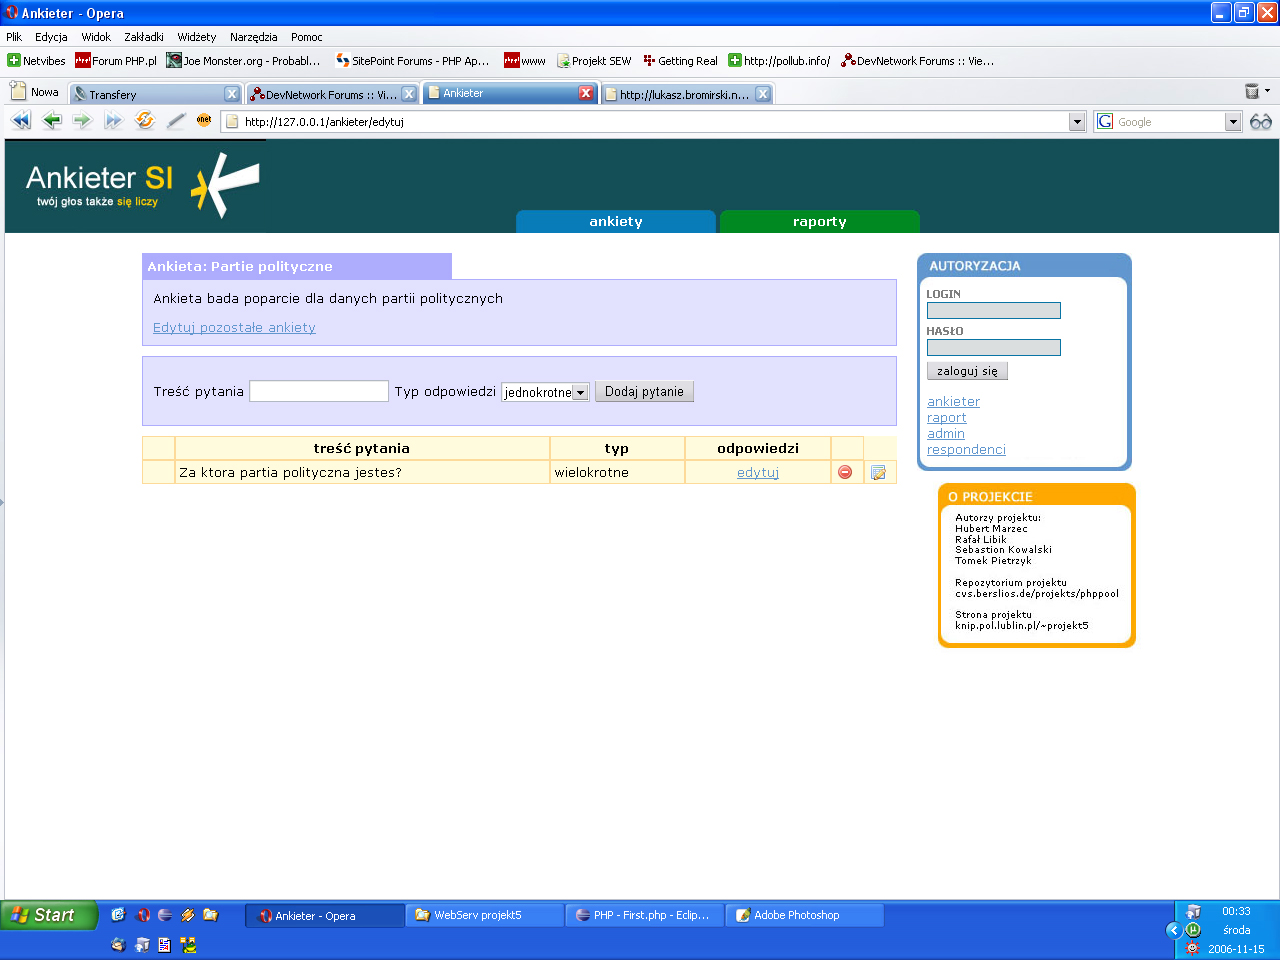 Ankieter - Opera
Plik Edycja Widok Zakładki Widżety Narzędzia Pomoc
Netvibes Forum PHP.pl Joe Monster.org - Probabl... SitePoint Forums - PHP Ap... www Projekt SEW Getting Real http://pollub.info/ DevNetwork Forums :: Vie...
Nowa Transfery DevNetwork Forums :: Vi... Ankieter http://lukasz.bromirski.n...
onet http://127.0.0.1/ankieter/edytuj G Google
Ankieter SI
twój głos także się liczy
ankiety raporty
Ankieta: Partie polityczne
Ankieta bada poparcie dla danych partii politycznych
Edytuj pozostałe ankiety
Treść pytania Typ odpowiedzi jednokrotne Dodaj pytanie
treść pytania typ odpowiedzi
Za ktora partia polityczna jestes? wielokrotne edytuj
AUTORYZACJA
LOGIN
HASŁO
zaloguj się
ankieter
raport
admin
respondenci
O PROJEKCIE
Autorzy projektu:
Hubert Marzec
Rafał Libik
Sebastion Kowalski
Tomek Pietrzyk
Repozytorium projektu
cvs.berslios.de/projekts/phppool
Strona projektu
knip.pol.lublin.pl/~projekt5
Start Ankieter - Opera WebServ projekt5 PHP - First.php - Eclip... Adobe Photoshop
00:33
środa
2006-11-15